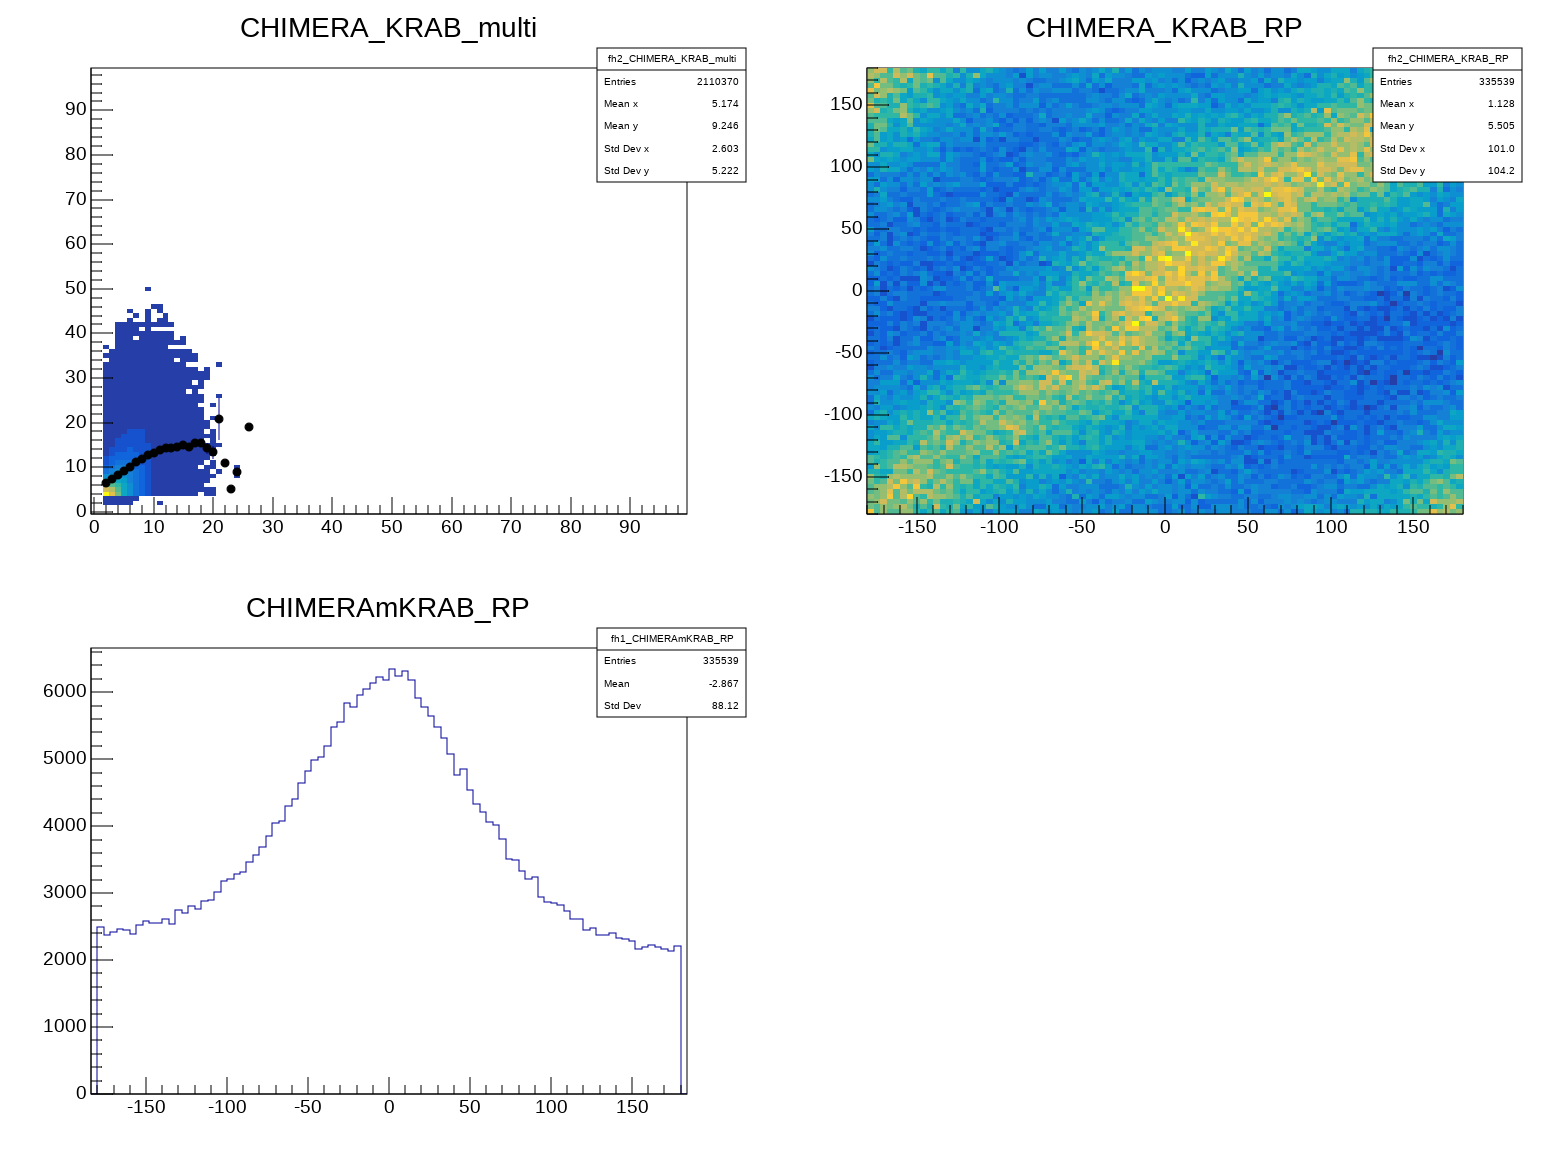 CHIMERA_KRAB_multi
fh2_CHIMERA_KRAB_multi
Entries 2110370
Mean x 5.174
Mean y 9.246
Std Dev x 2.603
Std Dev y 5.222
90
80
70
60
50
40
30
20
10
0
0 10 20 30 40 50 60 70 80 90
CHIMERA_KRAB_RP
fh2_CHIMERA_KRAB_RP
Entries 335539
Mean x 1.128
Mean y 5.505
Std Dev x 101.0
Std Dev y 104.2
150
100
50
0
-50
-100
-150
-150 -100 -50 0 50 100 150
CHIMERAmKRAB_RP
fh1_CHIMERAmKRAB_RP
Entries 335539
Mean -2.867
Std Dev 88.12
6000
5000
4000
3000
2000
1000
0
-150 -100 -50 0 50 100 150